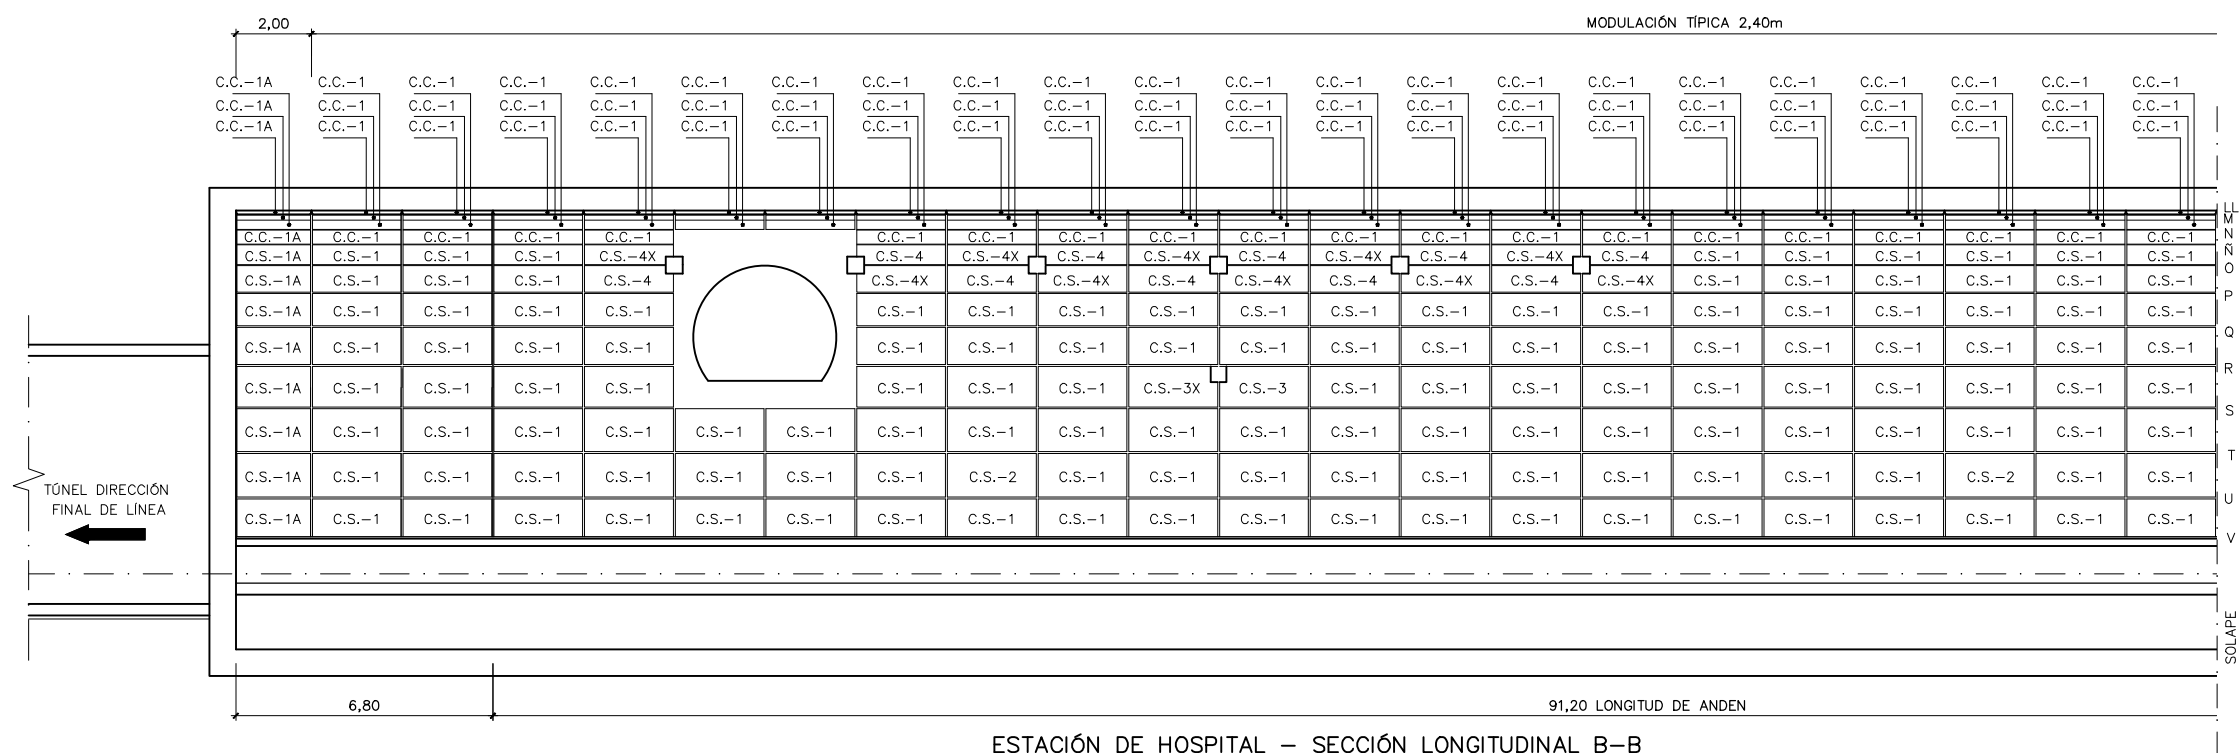 2,00
MODULACIÓN TÍPICA 2,40m
C.C.-1A C.C.-1 C.C.-1 C.C.-1 C.C.-1 C.C.-1 C.C.-1 C.C.-1 C.C.-1 C.C.-1 C.C.-1 C.C.-1 C.C.-1 C.C.-1 C.C.-1 C.C.-1 C.C.-1 C.C.-1 C.C.-1 C.C.-1 C.C.-1 C.C.-1
C.C.-1A C.C.-1 C.C.-1 C.C.-1 C.C.-1 C.C.-1 C.C.-1 C.C.-1 C.C.-1 C.C.-1 C.C.-1 C.C.-1 C.C.-1 C.C.-1 C.C.-1 C.C.-1 C.C.-1 C.C.-1 C.C.-1 C.C.-1 C.C.-1 C.C.-1
C.C.-1A C.C.-1 C.C.-1 C.C.-1 C.C.-1 C.C.-1 C.C.-1 C.C.-1 C.C.-1 C.C.-1 C.C.-1 C.C.-1 C.C.-1 C.C.-1 C.C.-1 C.C.-1 C.C.-1 C.C.-1 C.C.-1 C.C.-1 C.C.-1 C.C.-1
LL
M
C.C.-1A C.C.-1 C.C.-1 C.C.-1 C.C.-1 C.C.-1 C.C.-1 C.C.-1 C.C.-1 C.C.-1 C.C.-1 C.C.-1 C.C.-1 C.C.-1 C.C.-1 C.C.-1 C.C.-1 C.C.-1 C.C.-1 C.C.-1 N
C.S.-1A C.S.-1 C.S.-1 C.S.-1 C.S.-4X C.S.-4 C.S.-4X C.S.-4 C.S.-4X C.S.-4 C.S.-4X C.S.-4 C.S.-4X C.S.-4 C.S.-1 C.S.-1 C.S.-1 C.S.-1 C.S.-1 C.S.-1 Ñ
O
C.S.-1A C.S.-1 C.S.-1 C.S.-1 C.S.-4 C.S.-4X C.S.-4 C.S.-4X C.S.-4 C.S.-4X C.S.-4 C.S.-4X C.S.-4 C.S.-4X C.S.-1 C.S.-1 C.S.-1 C.S.-1 C.S.-1 C.S.-1
P
C.S.-1A C.S.-1 C.S.-1 C.S.-1 C.S.-1 C.S.-1 C.S.-1 C.S.-1 C.S.-1 C.S.-1 C.S.-1 C.S.-1 C.S.-1 C.S.-1 C.S.-1 C.S.-1 C.S.-1 C.S.-1 C.S.-1 C.S.-1
Q
C.S.-1A C.S.-1 C.S.-1 C.S.-1 C.S.-1 C.S.-1 C.S.-1 C.S.-1 C.S.-1 C.S.-1 C.S.-1 C.S.-1 C.S.-1 C.S.-1 C.S.-1 C.S.-1 C.S.-1 C.S.-1 C.S.-1 C.S.-1
R
C.S.-1A C.S.-1 C.S.-1 C.S.-1 C.S.-1 C.S.-1 C.S.-1 C.S.-1 C.S.-3X C.S.-3 C.S.-1 C.S.-1 C.S.-1 C.S.-1 C.S.-1 C.S.-1 C.S.-1 C.S.-1 C.S.-1 C.S.-1
S
C.S.-1A C.S.-1 C.S.-1 C.S.-1 C.S.-1 C.S.-1 C.S.-1 C.S.-1 C.S.-1 C.S.-1 C.S.-1 C.S.-1 C.S.-1 C.S.-1 C.S.-1 C.S.-1 C.S.-1 C.S.-1 C.S.-1 C.S.-1 C.S.-1 C.S.-1
T
C.S.-1A C.S.-1 C.S.-1 C.S.-1 C.S.-1 C.S.-1 C.S.-1 C.S.-1 C.S.-2 C.S.-1 C.S.-1 C.S.-1 C.S.-1 C.S.-1 C.S.-1 C.S.-1 C.S.-1 C.S.-1 C.S.-1 C.S.-2 C.S.-1 C.S.-1
U
C.S.-1A C.S.-1 C.S.-1 C.S.-1 C.S.-1 C.S.-1 C.S.-1 C.S.-1 C.S.-1 C.S.-1 C.S.-1 C.S.-1 C.S.-1 C.S.-1 C.S.-1 C.S.-1 C.S.-1 C.S.-1 C.S.-1 C.S.-1 C.S.-1 C.S.-1
V
TÚNEL DIRECCIÓN
FINAL DE LÍNEA
SOLAPE
6,80
91,20 LONGITUD DE ANDEN
ESTACIÓN DE HOSPITAL - SECCIÓN LONGITUDINAL B-B